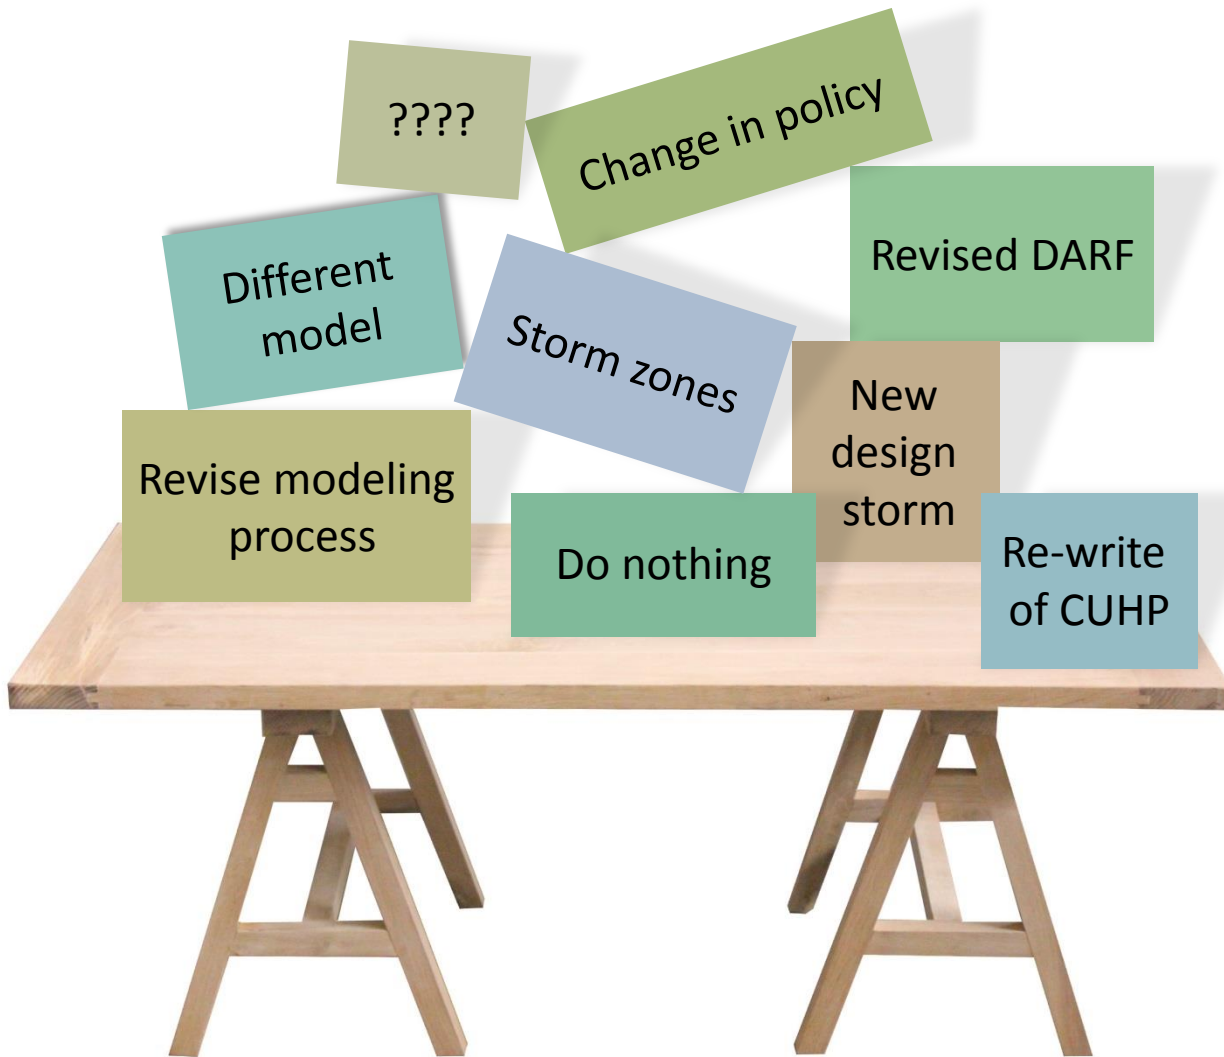 ????
Change in policy
Revised DARF
Different
model
Storm zones
New
design
storm
Revise modeling
process
Do nothing
Re-write
of CUHP